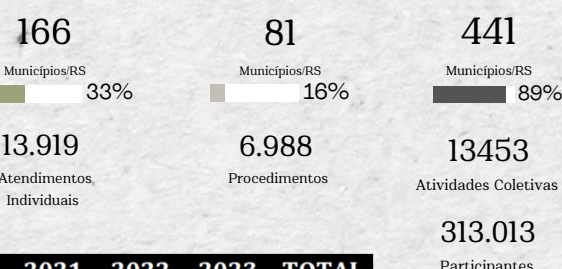 166
Municípios/RS
33%
13.919
Atendimentos
Individuais
81
Municípios/RS
16%
6.988
Procedimentos
441
Municípios/RS
89%
13453
Atividades Coletivas
313.013
Participantes
2021 2022 2023 TOTAL